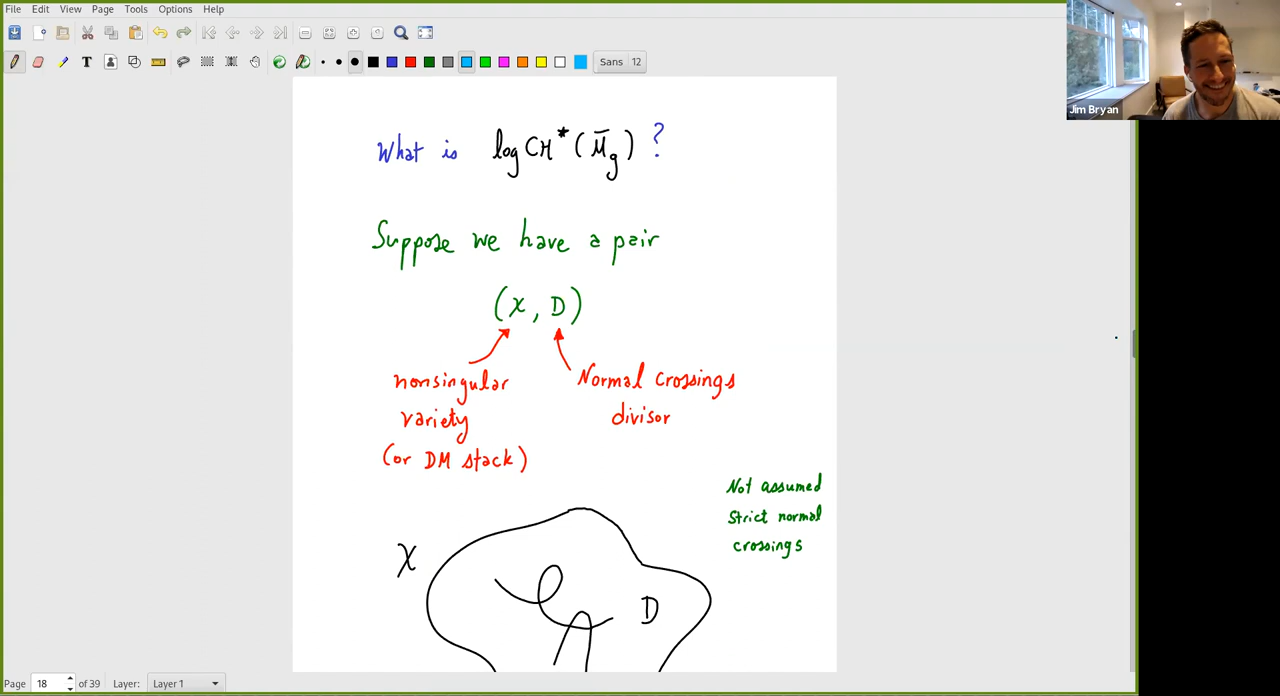 File Edit View Page Tools Options Help
Sans 12
Jim Bryan
What is log CH* (M̄g) ?
Suppose we have a pair
(X, D)
nonsingular
variety
(or DM stack)
Normal crossings
divisor
Not assumed
strict normal
crossings
X
D
Page 18 of 39 Layer: Layer 1